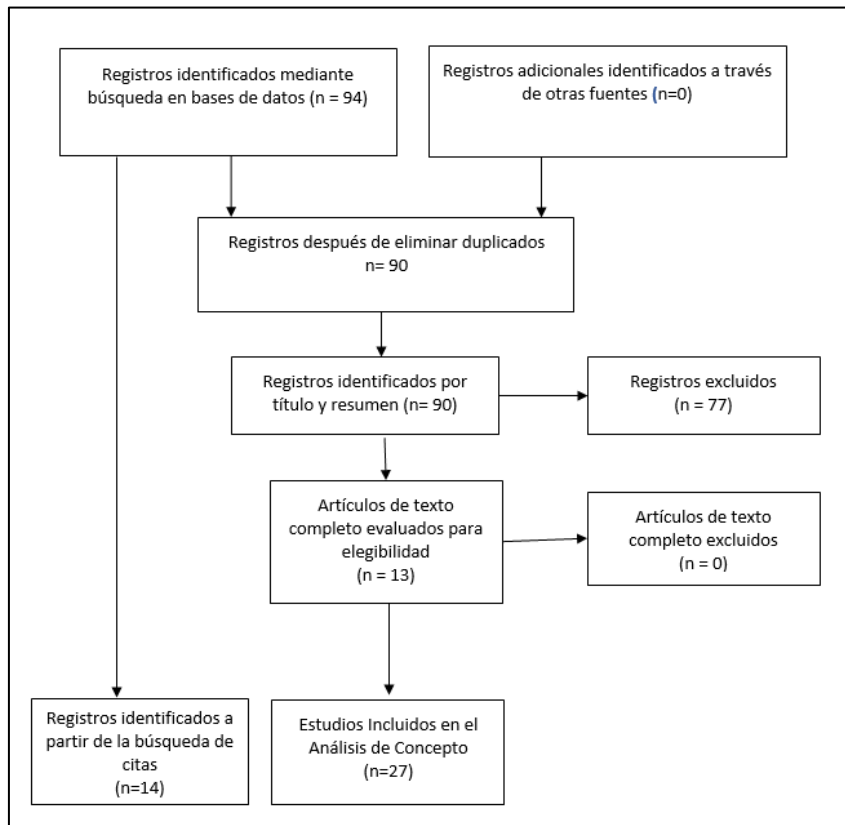 Registros identificados mediante
búsqueda en bases de datos (n = 94)
Registros adicionales identificados a través
de otras fuentes (n=0)
Registros después de eliminar duplicados
n= 90
Registros identificados por
título y resumen (n= 90)
Registros excluidos
(n = 77)
Artículos de texto
completo evaluados para
elegibilidad
(n = 13)
Artículos de texto
completo excluidos
(n = 0)
Registros identificados a
partir de la búsqueda de
citas
(n=14)
Estudios Incluidos en el
Análisis de Concepto
(n=27)